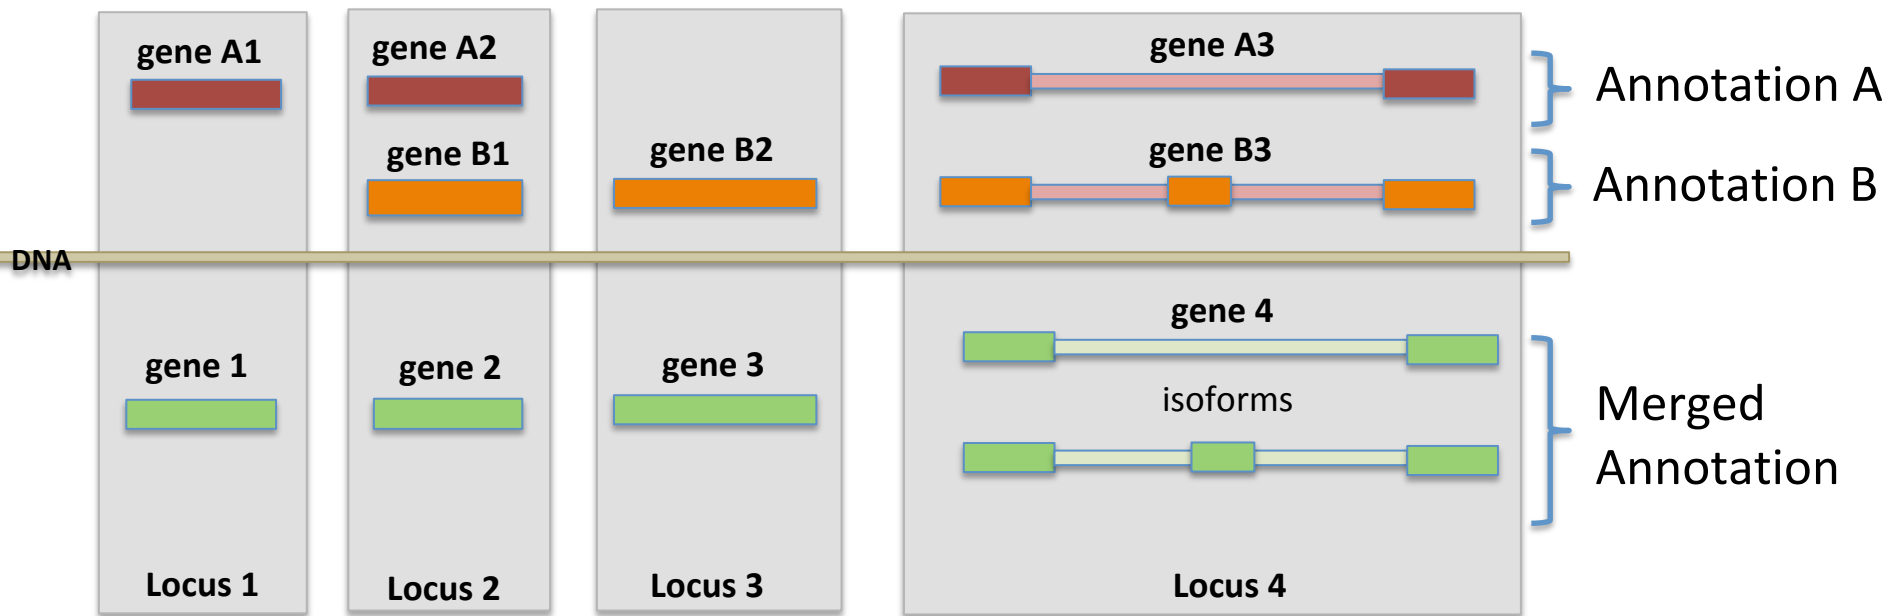 gene A1
gene A2
gene A3
Annotation A
gene B1
gene B2
gene B3
Annotation B
DNA
gene 1
gene 2
gene 3
gene 4
isoforms
Merged
Annotation
Locus 1
Locus 2
Locus 3
Locus 4